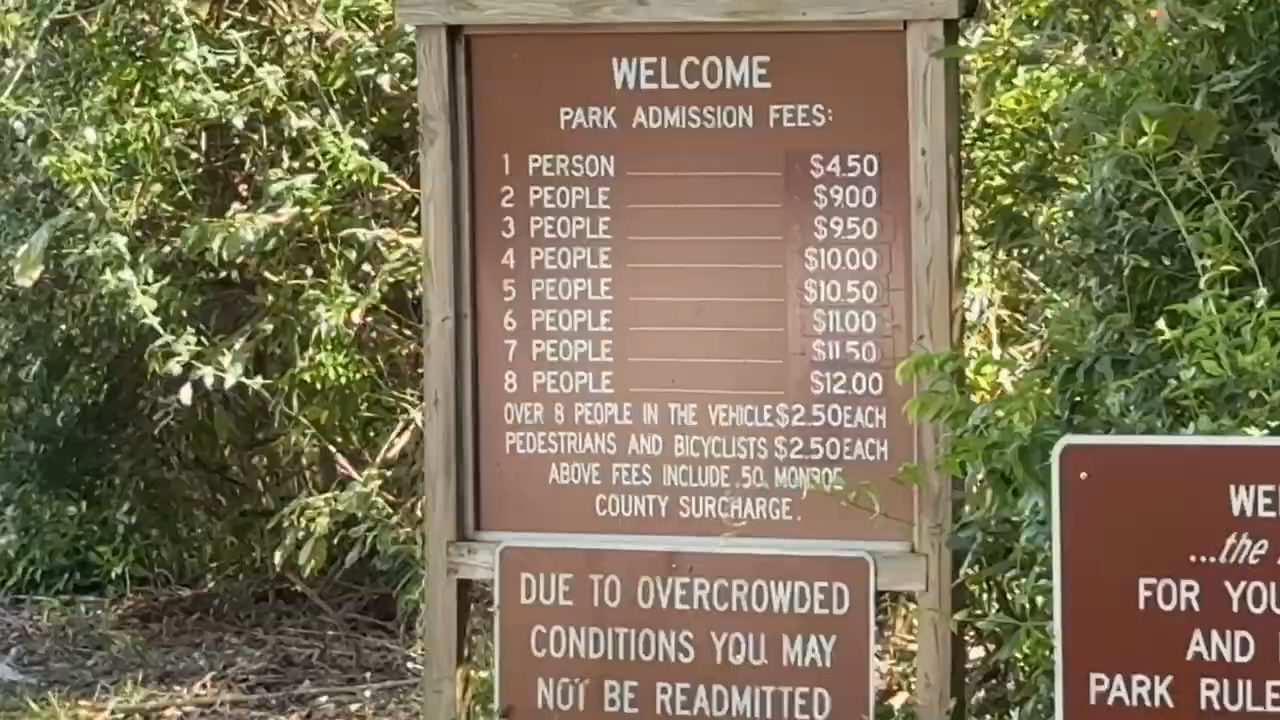 WELCOME
PARK ADMISSION FEES:
1 PERSON $4.50
2 PEOPLE $9.00
3 PEOPLE $9.50
4 PEOPLE $10.00
5 PEOPLE $10.50
6 PEOPLE $11.00
7 PEOPLE $11.50
8 PEOPLE $12.00
OVER 8 PEOPLE IN THE VEHICLE $2.50 EACH
PEDESTRIANS AND BICYCLISTS $2.50 EACH
ABOVE FEES INCLUDE .50 MONROE
COUNTY SURCHARGE.
DUE TO OVERCROWDED
CONDITIONS YOU MAY
NOT BE READMITTED
...the
FOR
AND
PARK